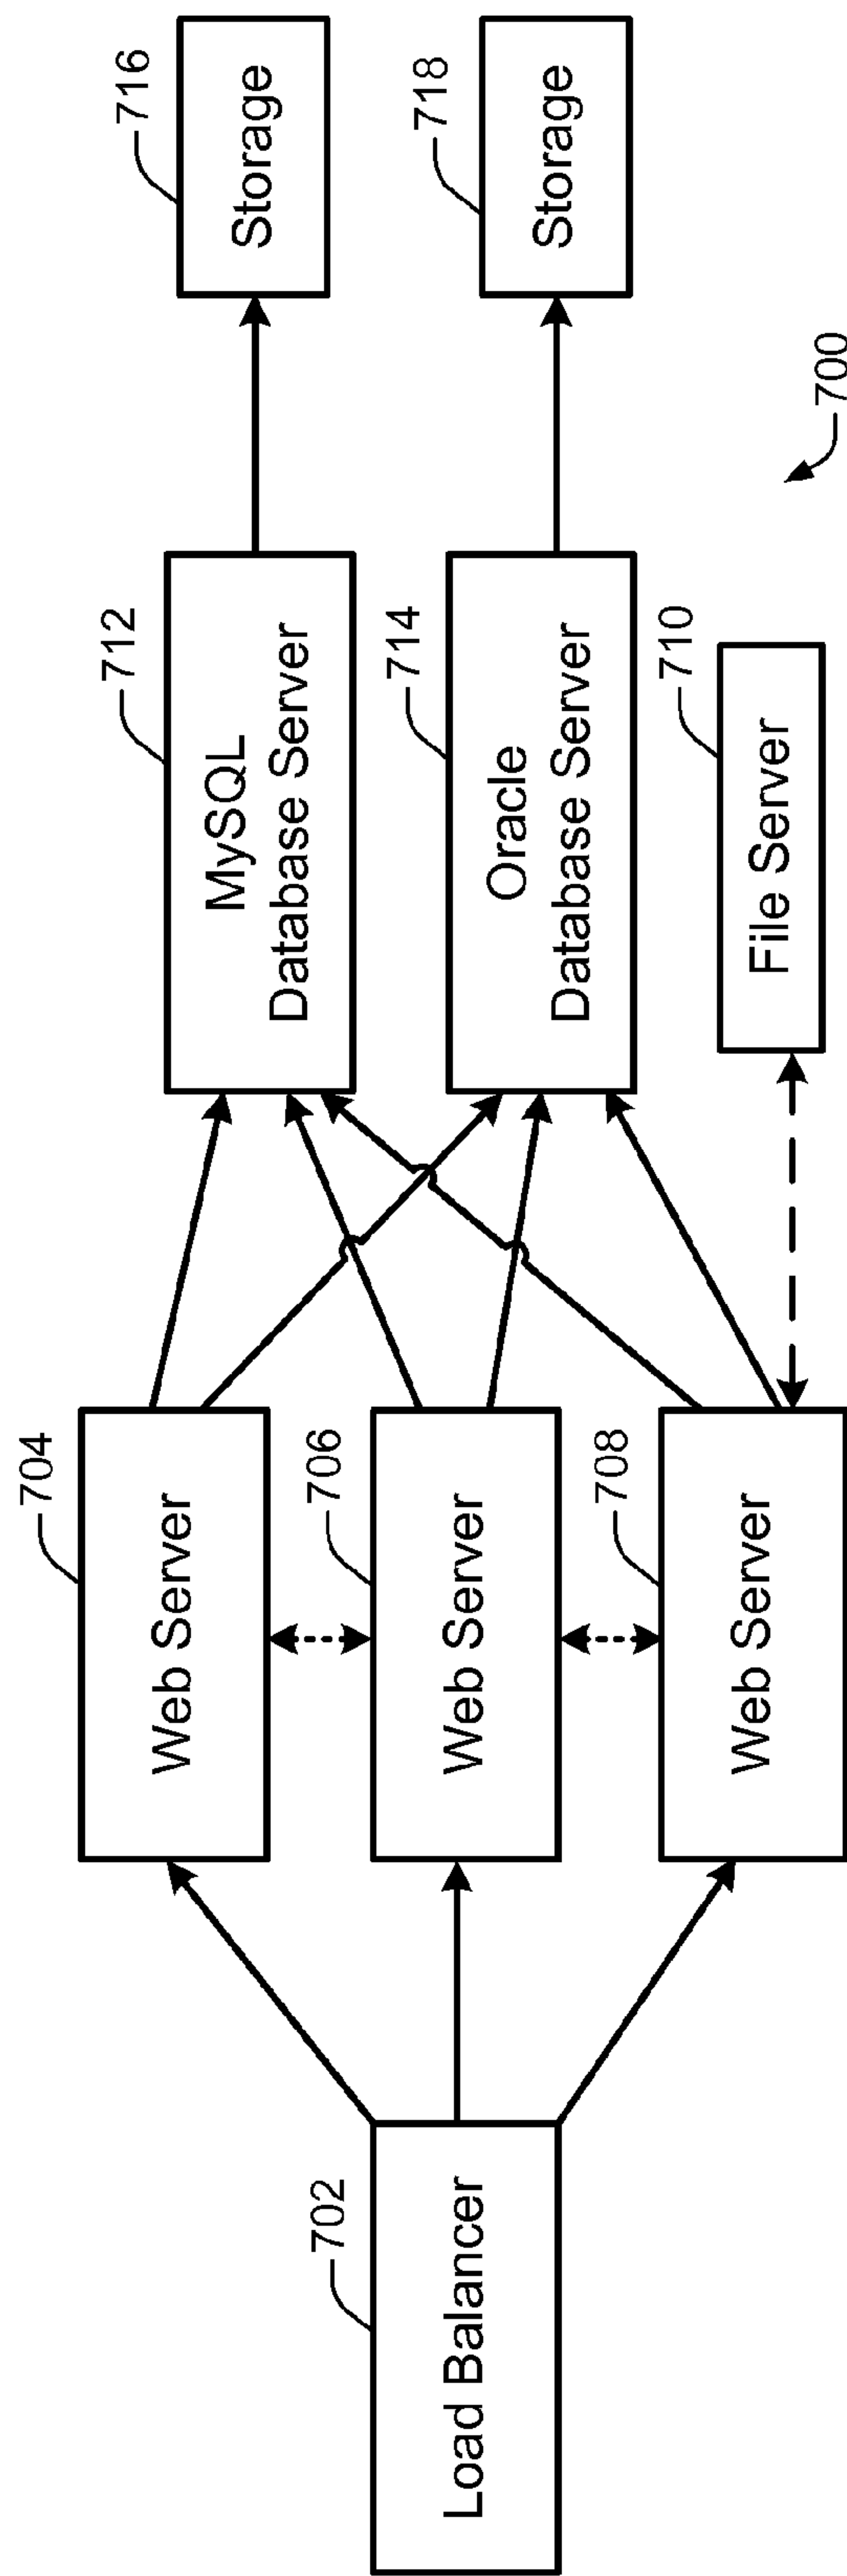 702
Load Balancer
704
Web Server
706
Web Server
708
Web Server
712
MySQL
Database Server
714
Oracle
Database Server
710
File Server
716
Storage
718
Storage
700